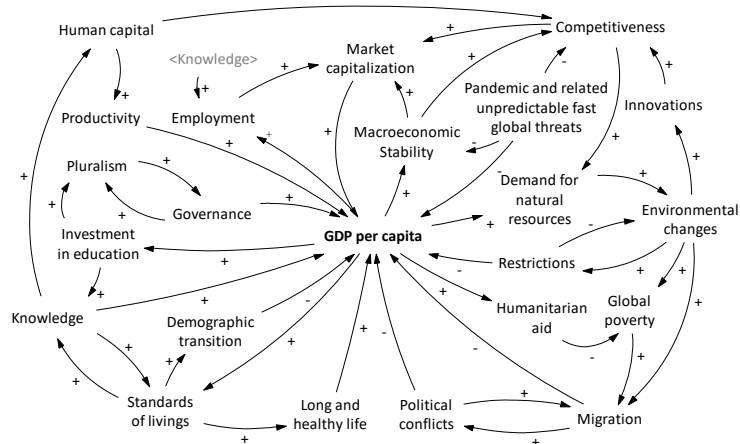 Human capital
Competitiveness
<Knowledge>
Market
capitalization
Pandemic and related
unpredictable fast
global threats
Innovations
Productivity
Employment
Macroeconomic
Stability
Pluralism
Demand for
natural
resources
Governance
Environmental
changes
Investment
in education
GDP per capita
Restrictions
Knowledge
Demographic
transition
Humanitarian
aid
Global
poverty
Standards
of livings
Long and
healthy life
Political
conflicts
Migration